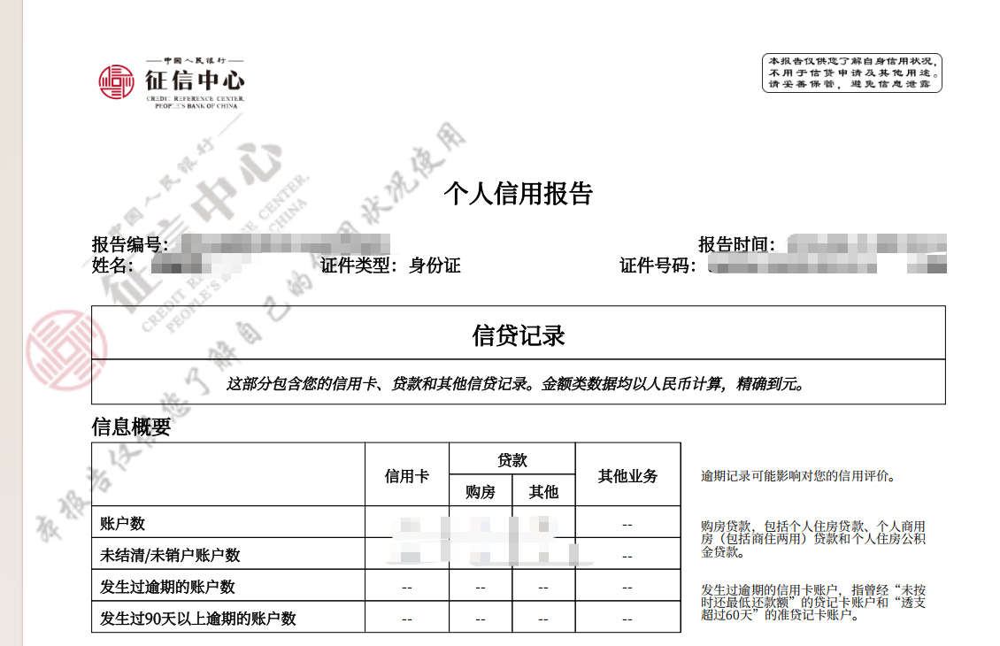 中国人民银行
征信中心
CREDIT REFERENCE CENTER,
PEOPLE'S BANK OF CHINA
本报告仅供您了解自身信用状况,
不用于信贷申请及其他用途。
请妥善保管，避免信息泄露
个人信用报告
报告编号： 报告时间：
姓名： 证件类型：身份证 证件号码：
信贷记录
这部分包含您的信用卡、贷款和其他信贷记录。金额类数据均以人民币计算，精确到元。
信息概要
信用卡 贷款 其他业务
购房 其他
账户数 --
未结清/未销户账户数 --
发生过逾期的账户数 -- -- -- --
发生过90天以上逾期的账户数 -- -- -- --
逾期记录可能影响对您的信用评价。
购房贷款，包括个人住房贷款、个人商用
房（包括商住两用）贷款和个人住房公积
金贷款。
发生过逾期的信用卡账户，指曾经“未按
时还最低还款额”的贷记卡账户和“透支
超过60天”的准贷记卡账户。
中国人民银行
征信中心
CREDIT RE CE CENTER,
PEOPLE'S CHINA
本报告仅供您了解自己的信用状况使用